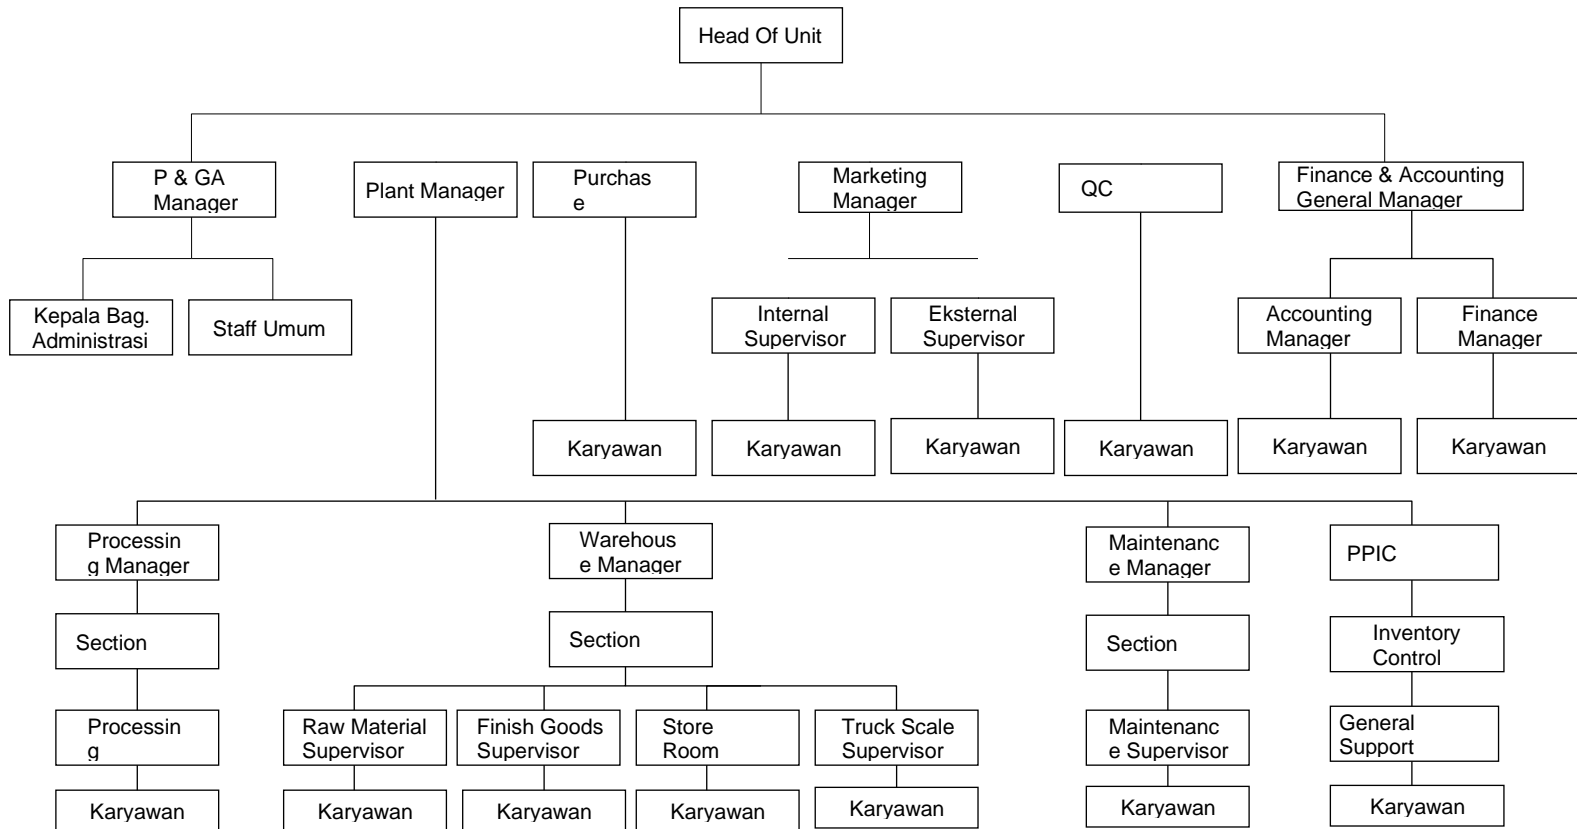 Head Of Unit
P & GA
Manager
Plant Manager
Purchas
e
Marketing
Manager
QC
Finance & Accounting
General Manager
Kepala Bag.
Administrasi
Staff Umum
Internal
Supervisor
Eksternal
Supervisor
Accounting
Manager
Finance
Manager
Karyawan
Karyawan
Karyawan
Karyawan
Karyawan
Karyawan
Processin
g Manager
Warehous
e Manager
Maintenanc
e Manager
PPIC
Section
Section
Section
Inventory
Control
Processin
g
Raw Material
Supervisor
Finish Goods
Supervisor
Store
Room
Truck Scale
Supervisor
Maintenanc
e Supervisor
General
Support
Karyawan
Karyawan
Karyawan
Karyawan
Karyawan
Karyawan
Karyawan